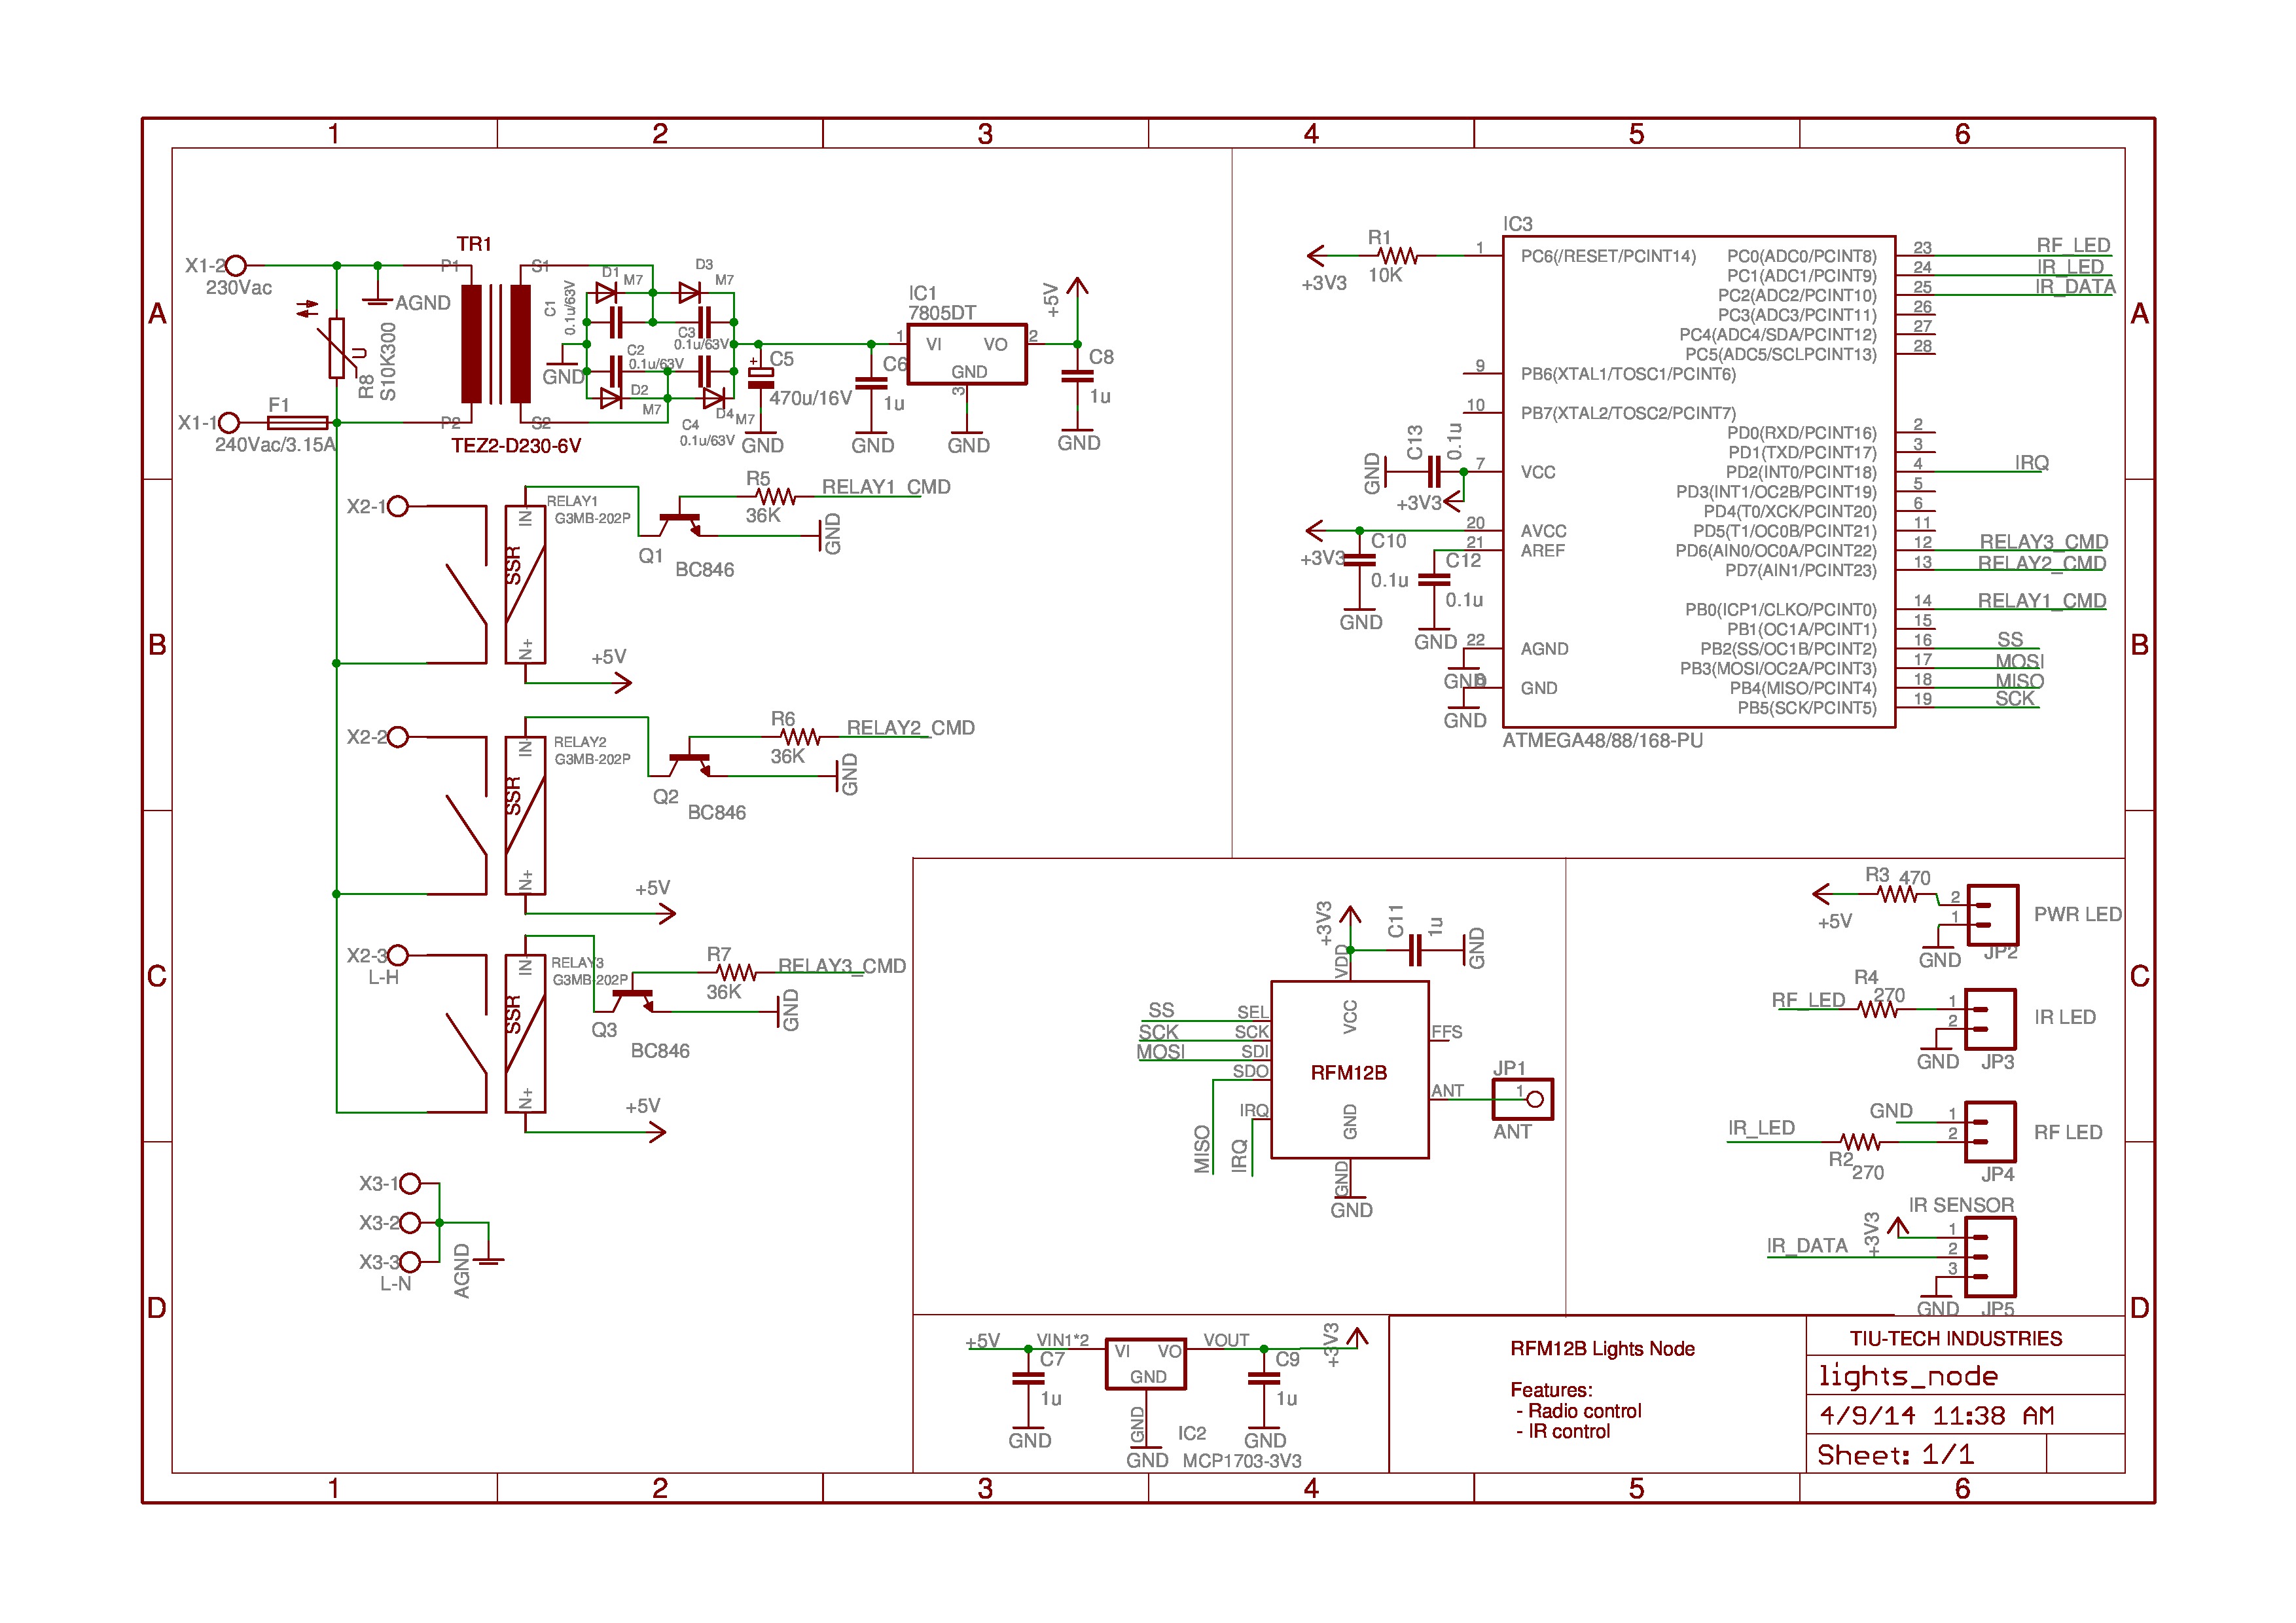 1 2 3 4 5 6
A
B
C
D
X1-2
230Vac
AGND
R8
S10K300
U
X1-1
F1
240Vac/3.15A
TR1
P1
P2
S1
S2
TEZ2-D230-6V
D1
M7
D3
M7
C1
0.1u/63V
C3
0.1u/63V
C2
0.1u/63V
D2
M7
D4
M7
C4
0.1u/63V
GND
+
C5
470u/16V
GND
C6
1u
GND
IC1
7805DT
1
VI
VO
2
GND
3
GND
+5V
C8
1u
GND
X2-1
SSR
IN
N+
RELAY1
G3MB-202P
+5V
Q1
BC846
R5
36K
RELAY1_CMD
GND
X2-2
SSR
IN
N+
RELAY2
G3MB-202P
+5V
Q2
BC846
R6
36K
RELAY2_CMD
GND
X2-3
L-H
SSR
IN
N+
RELAY3
G3MB-202P
+5V
Q3
BC846
R7
36K
RELAY3_CMD
GND
X3-1
X3-2
X3-3
L-N
AGND
IC3
R1
10K
+3V3
1 PC6(/RESET/PCINT14)
9 PB6(XTAL1/TOSC1/PCINT6)
10 PB7(XTAL2/TOSC2/PCINT7)
GND
C13
0.1u
7 VCC
+3V3
20 AVCC
21 AREF
+3V3
C10
0.1u
GND
C12
0.1u
GND
22 AGND
GND
8 GND
GND
PC0(ADC0/PCINT8) 23 RF_LED
PC1(ADC1/PCINT9) 24 IR_LED
PC2(ADC2/PCINT10) 25 IR_DATA
PC3(ADC3/PCINT11) 26
PC4(ADC4/SDA/PCINT12) 27
PC5(ADC5/SCLPCINT13) 28
PD0(RXD/PCINT16) 2
PD1(TXD/PCINT17) 3
PD2(INT0/PCINT18) 4 IRQ
PD3(INT1/OC2B/PCINT19) 5
PD4(T0/XCK/PCINT20) 6
PD5(T1/OC0B/PCINT21) 11
PD6(AIN0/OC0A/PCINT22) 12 RELAY3_CMD
PD7(AIN1/PCINT23) 13 RELAY2_CMD
PB0(ICP1/CLKO/PCINT0) 14 RELAY1_CMD
PB1(OC1A/PCINT1) 15
PB2(SS/OC1B/PCINT2) 16 SS
PB3(MOSI/OC2A/PCINT3) 17 MOSI
PB4(MISO/PCINT4) 18 MISO
PB5(SCK/PCINT5) 19 SCK
ATMEGA48/88/168-PU
+3V3
C11
1u
GND
VDD
VCC
SS SEL
SCK SCK
MOSI SDI
SDO
MISO
IRQ
IRQ
RFM12B
FFS
ANT
JP1
1
ANT
GND
GND
GND
R3 470
+5V
2
1
GND
JP2
PWR LED
R4
270
RF_LED
1
2
GND
JP3
IR LED
GND
IR_LED
R2
270
1
2
JP4
RF LED
IR SENSOR
+3V3
IR_DATA
1
2
3
GND
JP5
+5V
VIN1*2
C7
1u
GND
VI
VO
GND
GND
GND
IC2
MCP1703-3V3
VOUT
C9
1u
GND
+3V3
RFM12B Lights Node
Features:
- Radio control
- IR control
TIU-TECH INDUSTRIES
lights_node
4/9/14 11:38 AM
Sheet: 1/1
A
B
C
D
1 2 3 4 5 6